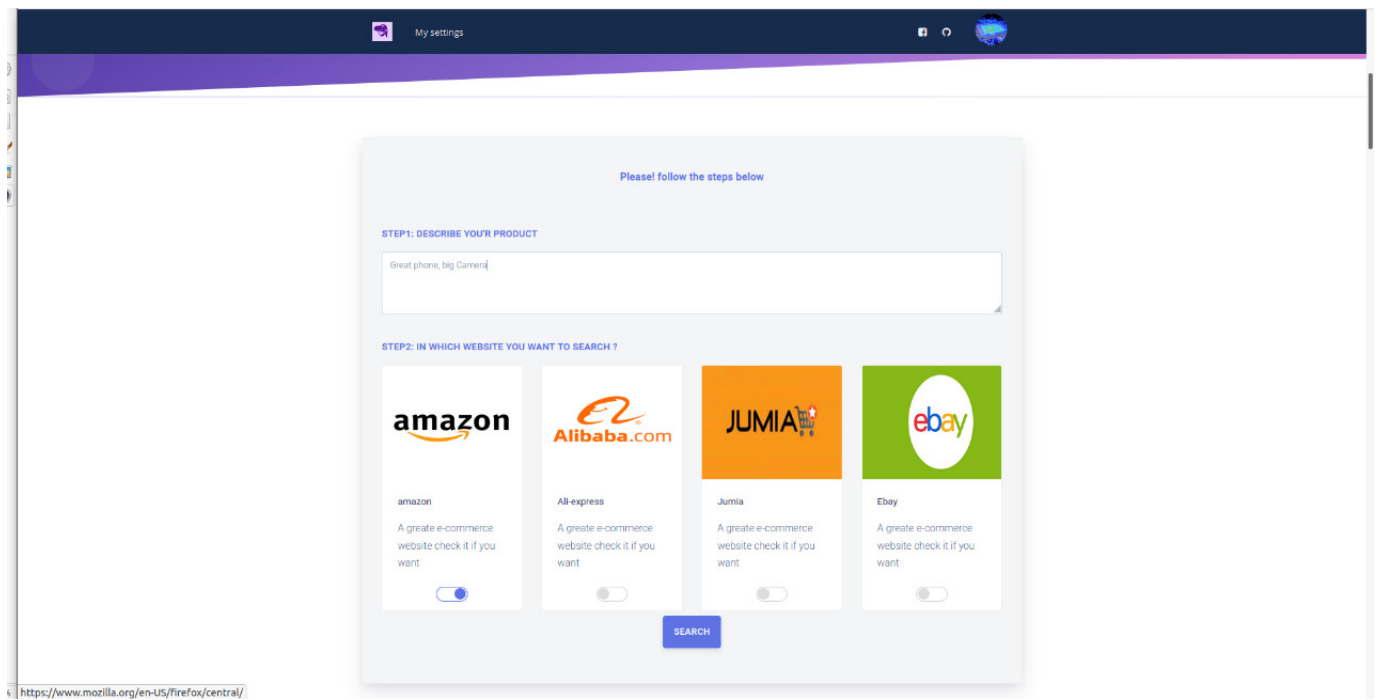 My settings
Please! follow the steps below
STEP1: DESCRIBE YOU'R PRODUCT
Great phone, big Camera
STEP2: IN WHICH WEBSITE YOU WANT TO SEARCH ?
amazon
Alibaba.com
JUMIA
ebay
amazon
A greate e-commerce
website check it if you
want
Ali-express
A greate e-commerce
website check it if you
want
Jumia
A greate e-commerce
website check it if you
want
Ebay
A greate e-commerce
website check it if you
want
SEARCH
https://www.mozilla.org/en-US/firefox/central/